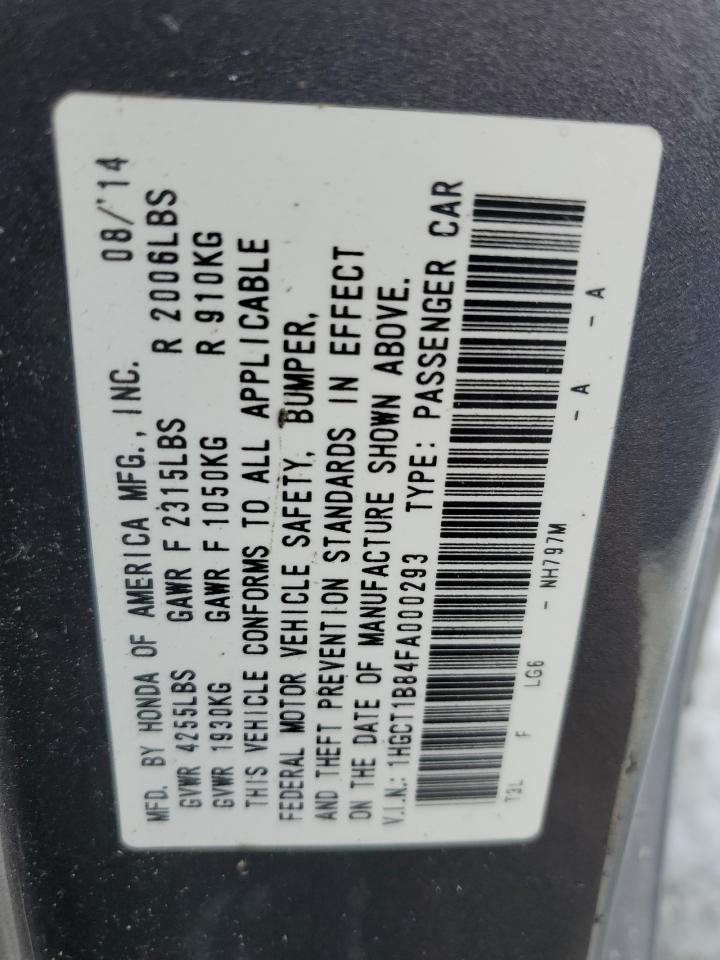 MFD. BY HONDA OF AMERICA MFG., INC. 08/'14
GVWR 4255LBS GAWR F 2315LBS R 2006LBS
GVWR 1930KG GAWR F 1050KG R 910KG
THIS VEHICLE CONFORMS TO ALL APPLICABLE
FEDERAL MOTOR VEHICLE SAFETY, BUMPER,
AND THEFT PREVENTION STANDARDS IN EFFECT
ON THE DATE OF MANUFACTURE SHOWN ABOVE.
V.I.N.: 1HGCT1B84FA000293 TYPE: PASSENGER CAR
T3L F LG6 - NH797M - A - A